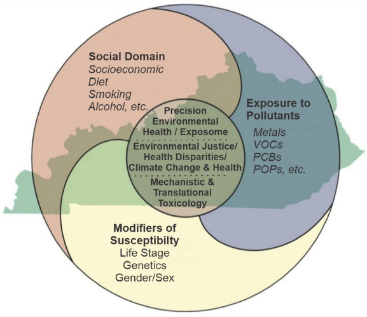 Social Domain
Socioeconomic
Diet
Smoking
Alcohol, etc.
Precision
Environmental
Health / Exposome
Environmental Justice/
Health Disparities/
Climate Change & Health
Mechanistic &
Translational
Toxicology
Exposure to
Pollutants
Metals
VOCs
PCBs
POPs, etc.
Modifiers of
Susceptibilty
Life Stage
Genetics
Gender/Sex